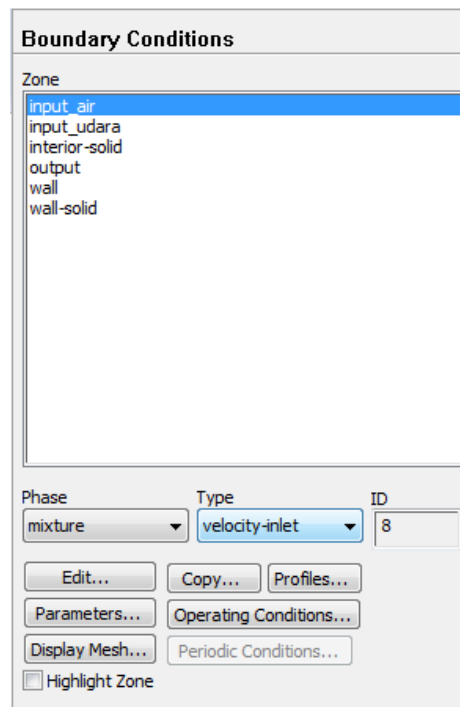 Boundary Conditions
Zone
input_air
input_udara
interior-solid
output
wall
wall-solid
Phase Type ID
mixture velocity-inlet 8
Edit... Copy... Profiles...
Parameters... Operating Conditions...
Display Mesh... Periodic Conditions...
Highlight Zone